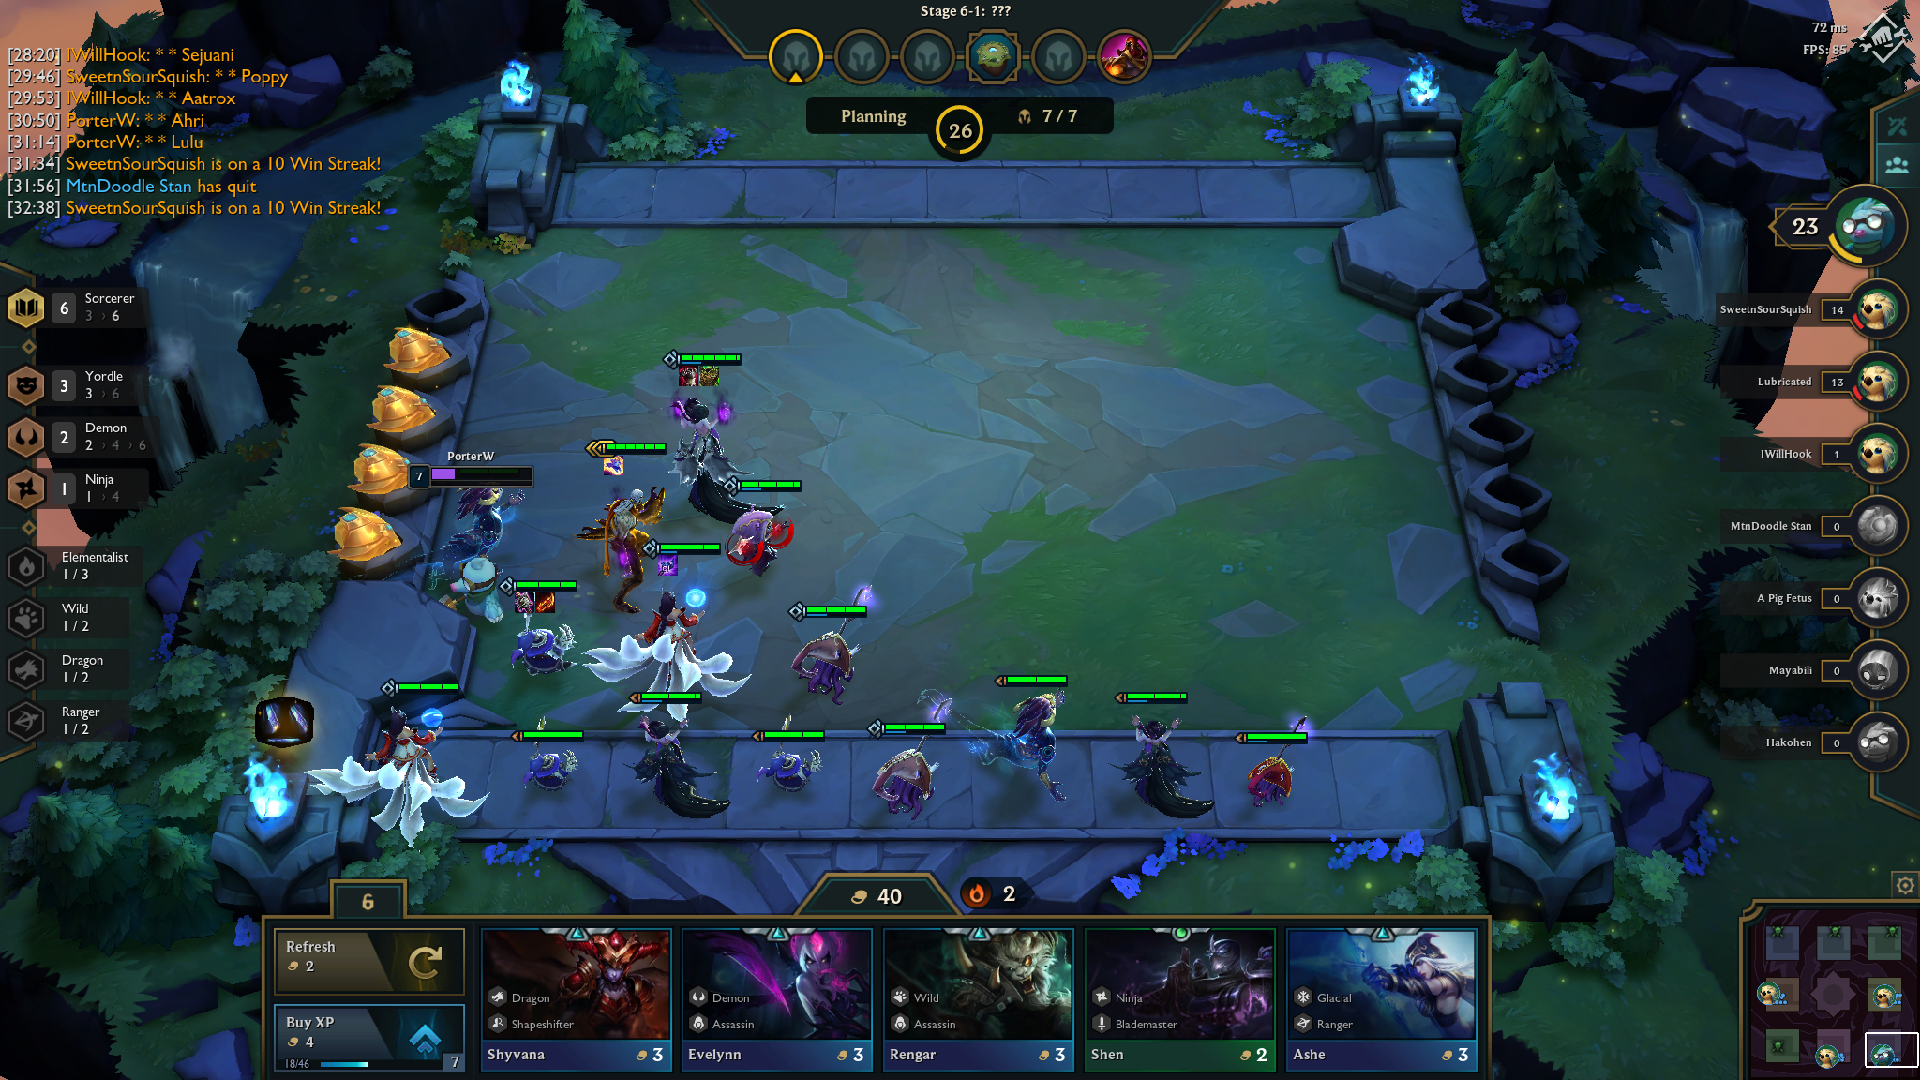 Stage 6-1: ???
72 ms
FPS: 85
[28:20] IWillHook: * * Sejuani
[29:46] SweetnSourSquish: * * Poppy
[29:53] IWillHook: * * Aatrox
[30:50] PorterW: * * Ahri
[31:14] PorterW: * * Lulu
[31:34] SweetnSourSquish is on a 10 Win Streak!
[31:56] MtnDoodle Stan has quit
[32:38] SweetnSourSquish is on a 10 Win Streak!
Planning
26
7 / 7
23
6
Sorcerer
3 › 6
3
Yordle
3 › 6
2
Demon
2 › 4 › 6
1
Ninja
1 › 4
Elementalist
1 / 3
Wild
1 / 2
Dragon
1 / 2
Ranger
1 / 2
PorterW
7
SweetnSourSquish 14
Lubricated 13
IWillHook 1
MtnDoodle Stan 0
A Pig Fetus 0
Mayabili 0
Hakohen 0
6
40
2
Refresh
2
Buy XP
4
18/46
7
Dragon
Shapeshifter
Shyvana 3
Demon
Assassin
Evelynn 3
Wild
Assassin
Rengar 3
Ninja
Blademaster
Shen 2
Glacial
Ranger
Ashe 3